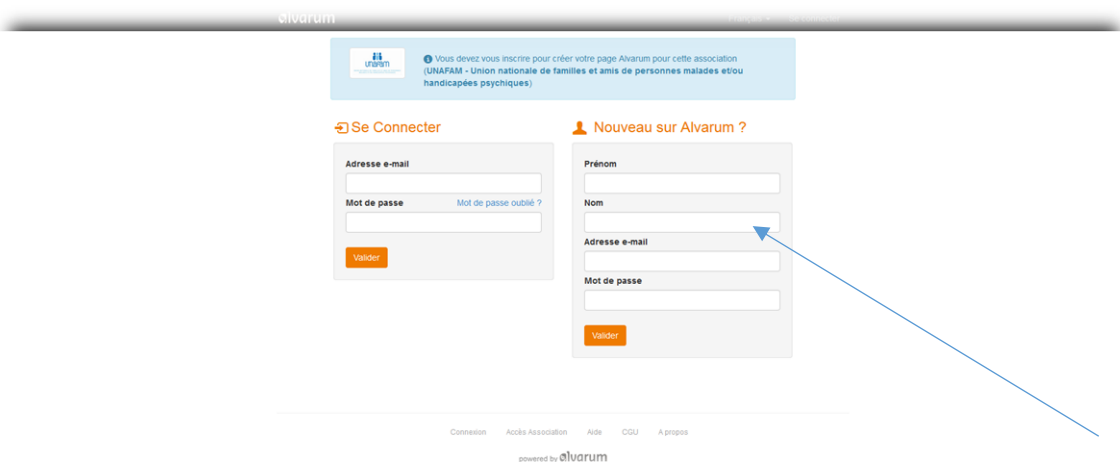 alvarum
Français
Se connecter
unafam
Vous devez vous inscrire pour créer votre page Alvarum pour cette association
(UNAFAM - Union nationale de familles et amis de personnes malades et/ou
handicapées psychiques)
Se Connecter
Adresse e-mail
Mot de passe Mot de passe oublié ?
Valider
Nouveau sur Alvarum ?
Prénom
Nom
Adresse e-mail
Mot de passe
Valider
Connexion Accès Association Aide CGU A propos
powered by alvarum